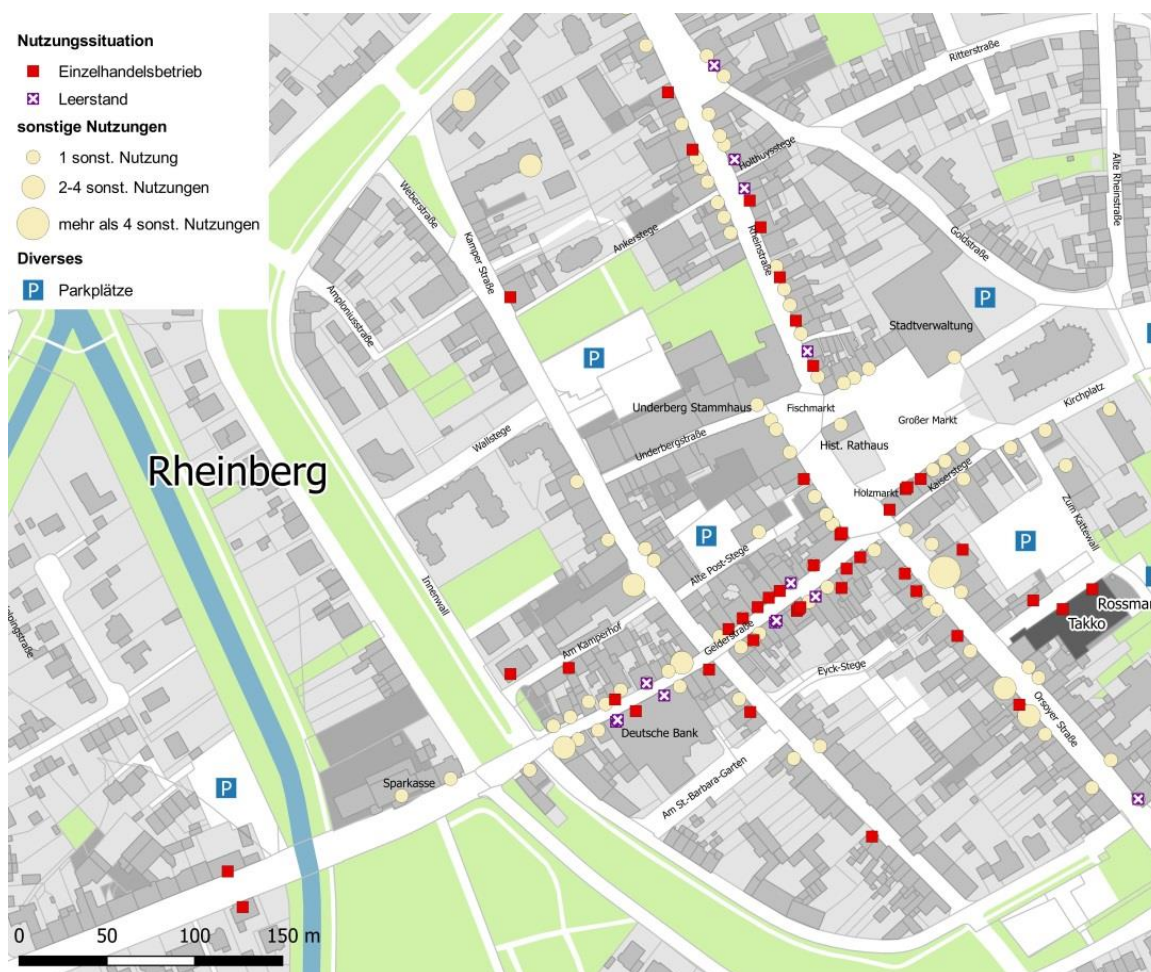 Nutzungssituation
Einzelhandelsbetrieb
Leerstand
sonstige Nutzungen
1 sonst. Nutzung
2-4 sonst. Nutzungen
mehr als 4 sonst. Nutzungen
Diverses
P Parkplätze
Ritterstraße
Holthuysstege
Alte Rheinstraße
Weberstraße
Kamper Straße
Ankerstege
Rheinstraße
Goldstraße
P
Amploniusstraße
Stadtverwaltung
P
Underberg Stammhaus
Fischmarkt
Großer Markt
Kirchplatz
Wallstege
Underbergstraße
Hist. Rathaus
Rheinberg
Holzmarkt
Kaiserstege
Zum Kattewall
P
P
Alte Post-Stege
Innenwall
Rossmar
Takko
Am Kamperhof
Gelderstraße
Eyck-Stege
Orsoyer Straße
Deutsche Bank
Sparkasse
P
Am St.-Barbara-Garten
0 50 100 150 m